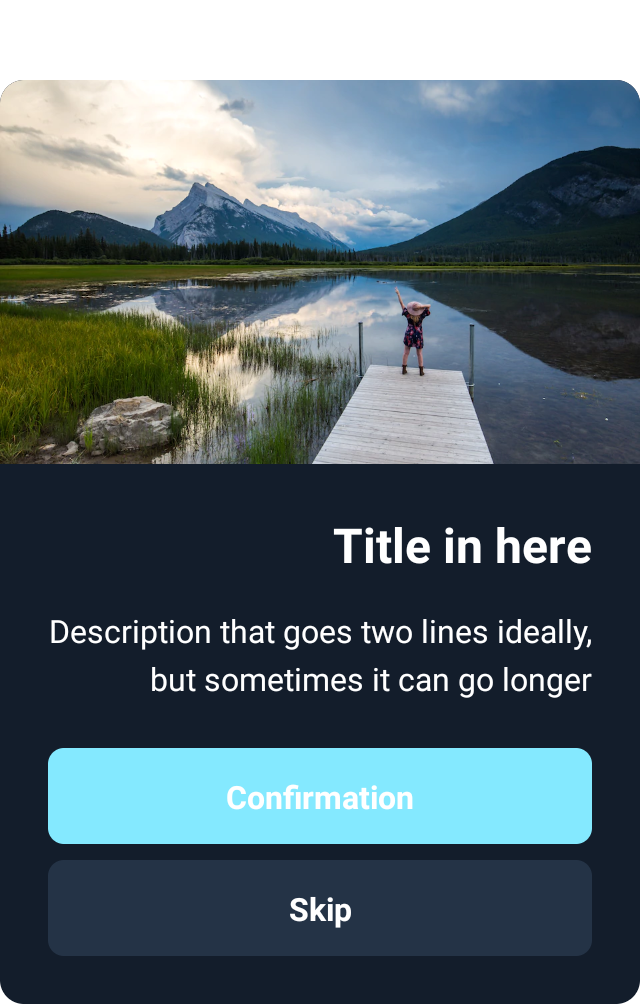 Title in here
Description that goes two lines ideally,
but sometimes it can go longer
Confirmation
Skip